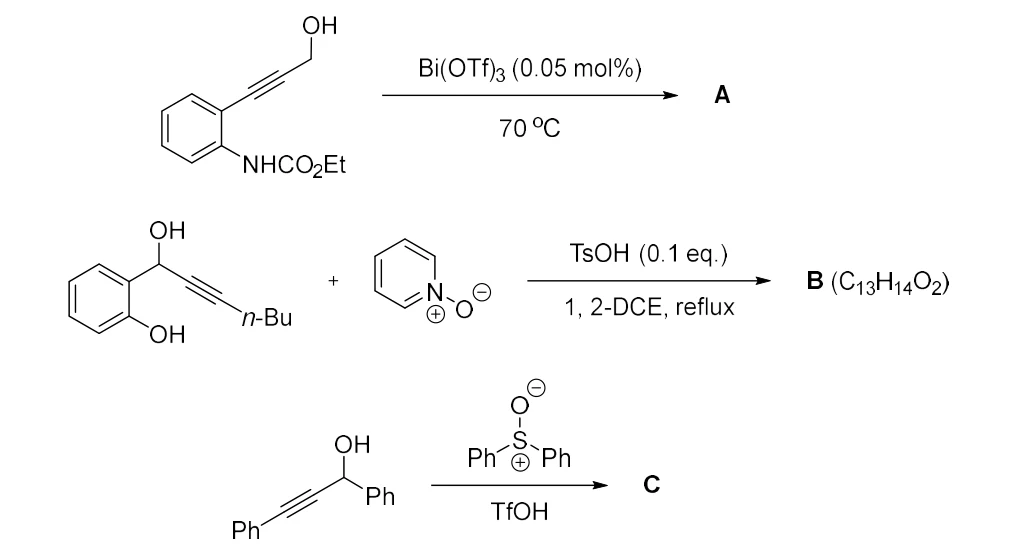 OH
Bi(OTf)₃ (0.05 mol%)
A
70 ºC
NHCO₂Et
OH
TsOH (0.1 eq.)
+
N
⊕
O
⊖
B (C₁₃H₁₄O₂)
n-Bu
1, 2-DCE, reflux
OH
⊖
O
OH
Ph
S
Ph
⊕
C
Ph
TfOH
Ph